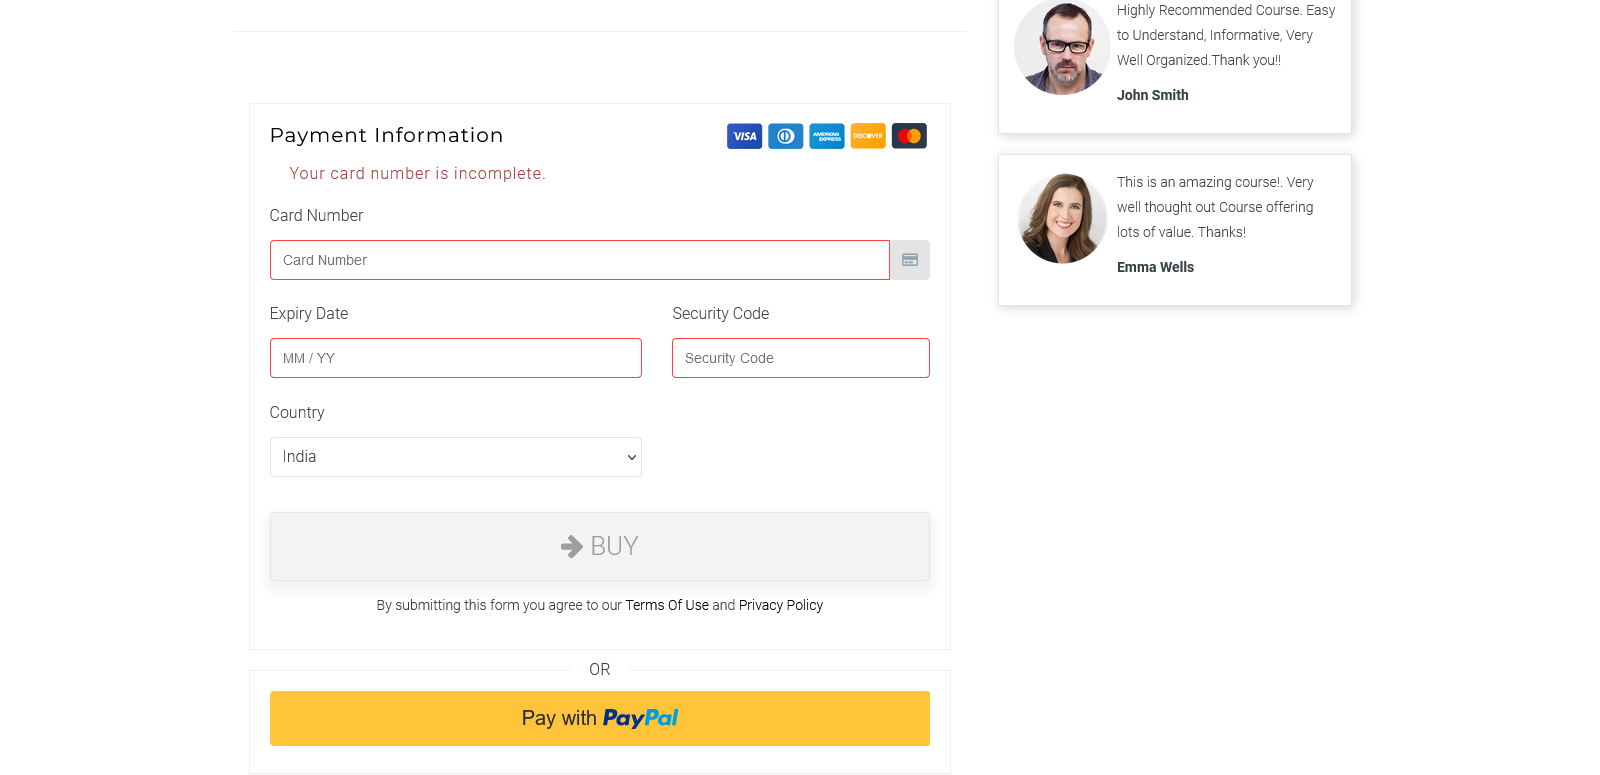 Highly Recommended Course. Easy
to Understand, Informative, Very
Well Organized.Thank you!!
John Smith
Payment Information
VISA
AMERICAN
EXPRESS
DISCOVER
Your card number is incomplete.
This is an amazing course!. Very
well thought out Course offering
lots of value. Thanks!
Emma Wells
Card Number
Card Number
Expiry Date
Security Code
MM / YY
Security Code
Country
India
BUY
By submitting this form you agree to our Terms Of Use and Privacy Policy
OR
Pay with PayPal